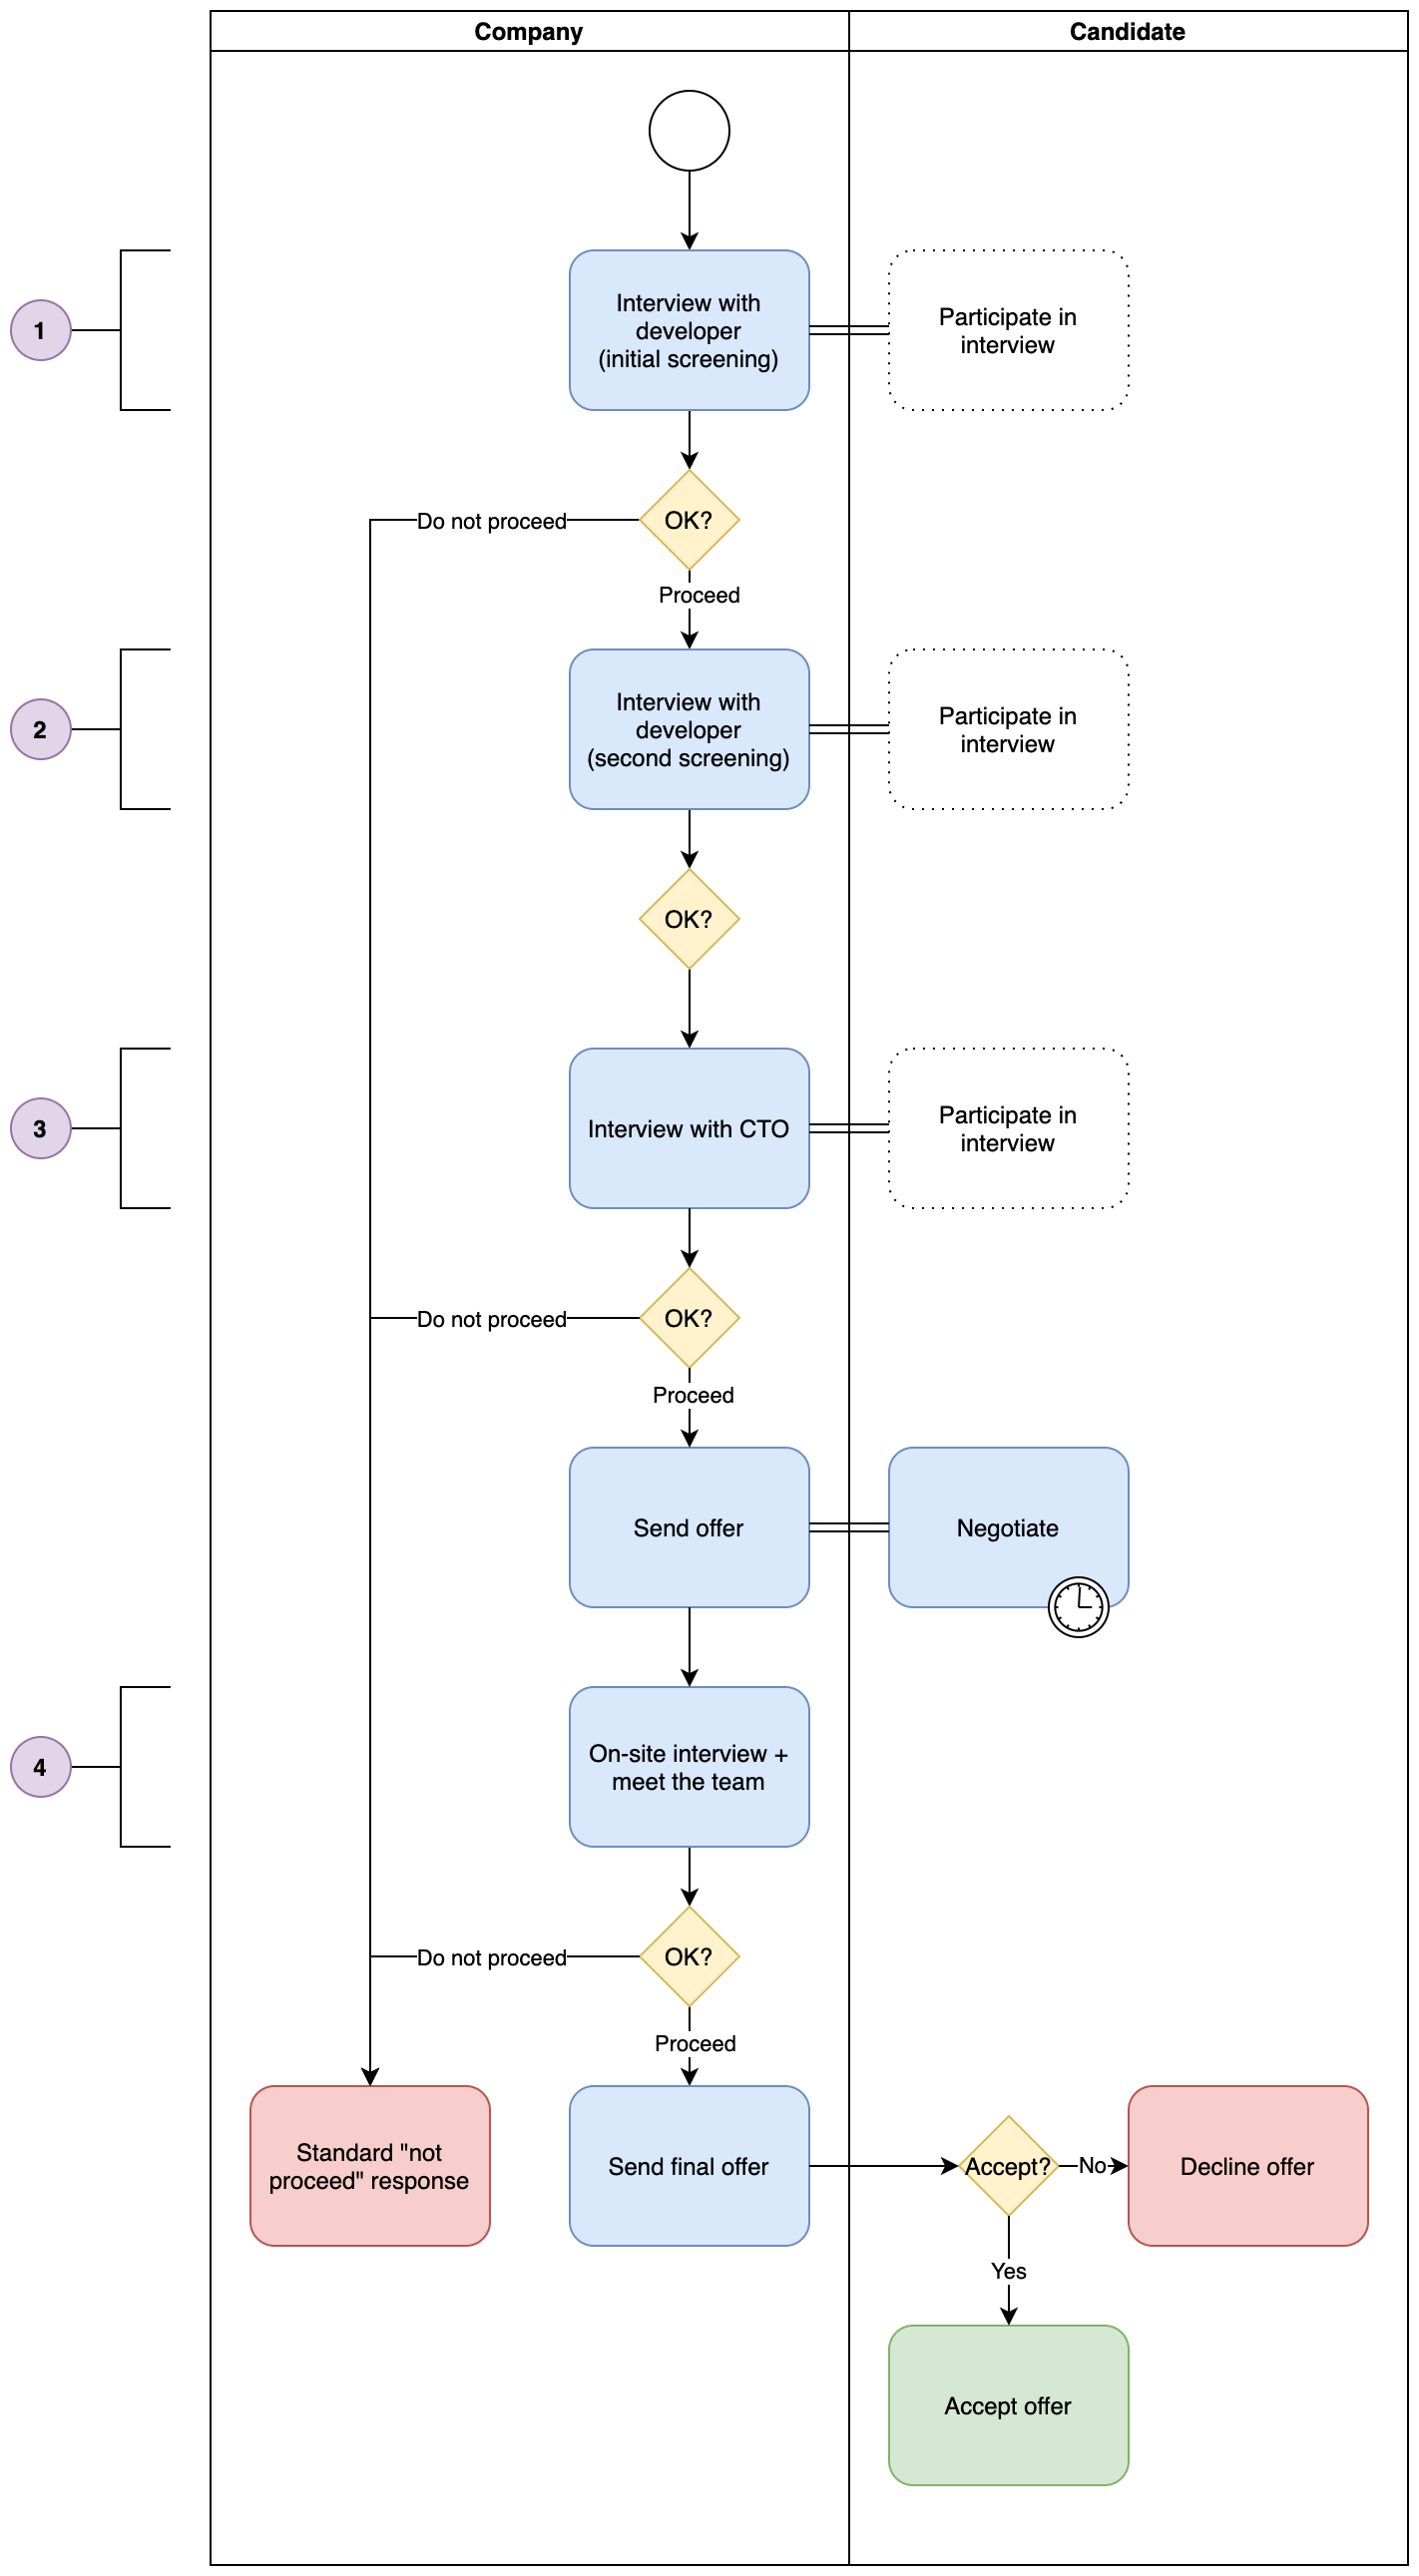 Company
Candidate
1
Interview with
developer
(initial screening)
Participate in
interview
OK?
Do not proceed
Proceed
2
Interview with
developer
(second screening)
Participate in
interview
OK?
3
Interview with CTO
Participate in
interview
OK?
Do not proceed
Proceed
Send offer
Negotiate
4
On-site interview +
meet the team
OK?
Do not proceed
Proceed
Standard "not
proceed" response
Send final offer
Accept?
No
Decline offer
Yes
Accept offer